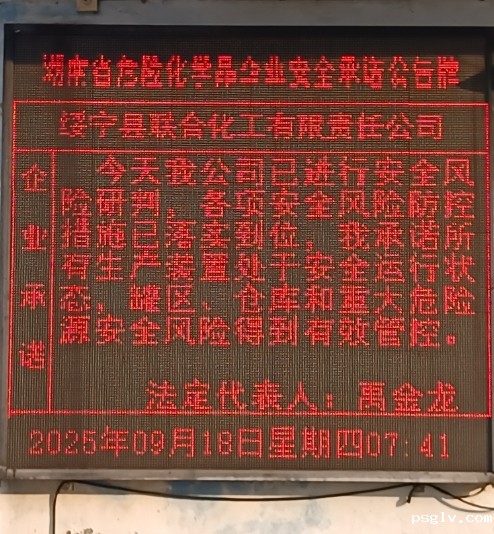 湖南省危险化学品企业安全承诺公告牌
绥宁县联合化工有限责任公司
企业承诺
今天我公司已进行安全风
险研判，各项安全风险防控
措施已落实到位，我承诺所
有生产装置处于安全运行状
态，罐区、仓库和重大危险
源安全风险得到有效管控。
法定代表人：禹金龙
2025年09月18日星期四07:41
psglv.com